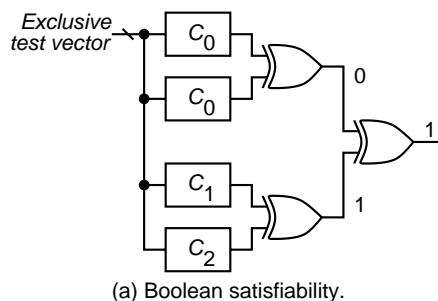 Exclusive
test vector
C0
0
C0
1
C1
1
C2
(a) Boolean satisfiability.